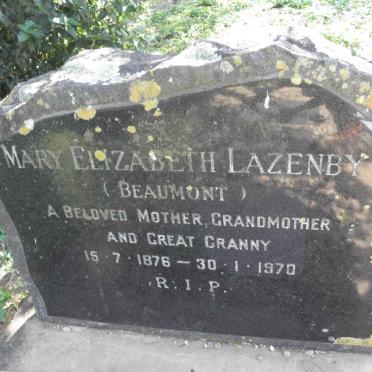 MARY ELIZABETH LAZENBY
( BEAUMONT )
A BELOVED MOTHER, GRANDMOTHER
AND GREAT GRANNY
15 · 7 · 1876 — 30 · 1 · 1970
. R . I . P.